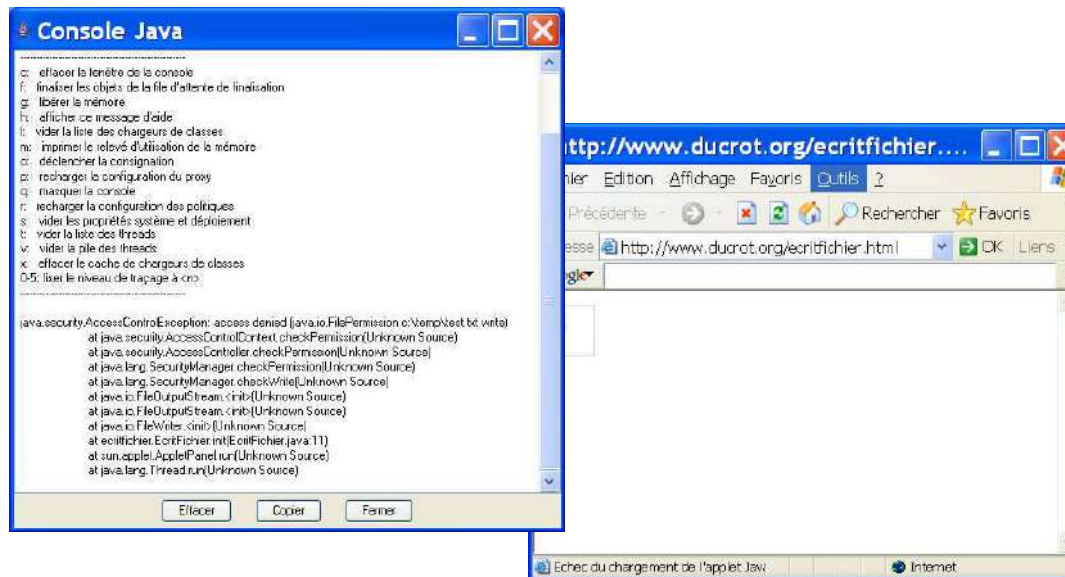 Console Java
----------------------------------------------------
c: effacer la fenêtre de la console
f: finaliser les objets de la file d'attente de finalisation
g: libérer la mémoire
h: afficher ce message d'aide
l: vider la liste des chargeurs de classes
m: imprimer le relevé d'utilisation de la mémoire
o: déclencher la consignation
p: recharger la configuration du proxy
q: masquer la console
r: recharger la configuration des politiques
s: vider les propriétés système et déploiement
t: vider la liste des threads
v: vider la pile des threads
x: effacer le cache de chargeurs de classes
0-5: fixer le niveau de traçage à <n>
----------------------------------------------------
java.security.AccessControlException: access denied (java.io.FilePermission c:\temp\test.txt write)
at java.security.AccessControlContext.checkPermission(Unknown Source)
at java.security.AccessController.checkPermission(Unknown Source)
at java.lang.SecurityManager.checkPermission(Unknown Source)
at java.lang.SecurityManager.checkWrite(Unknown Source)
at java.io.FileOutputStream.<init>(Unknown Source)
at java.io.FileOutputStream.<init>(Unknown Source)
at java.io.FileWriter.<init>(Unknown Source)
at ecritfichier.EcritFichier.init(EcritFichier.java:11)
at sun.applet.AppletPanel.run(Unknown Source)
at java.lang.Thread.run(Unknown Source)
Effacer Copier Fermer
ttp://www.ducrot.org/ecritfichier....
hier Edition Affichage Favoris Outils ?
Précédente Rechercher Favoris
esse http://www.ducrot.org/ecritfichier.html OK Liens
ogle
Echec du chargement de l'applet Java Internet